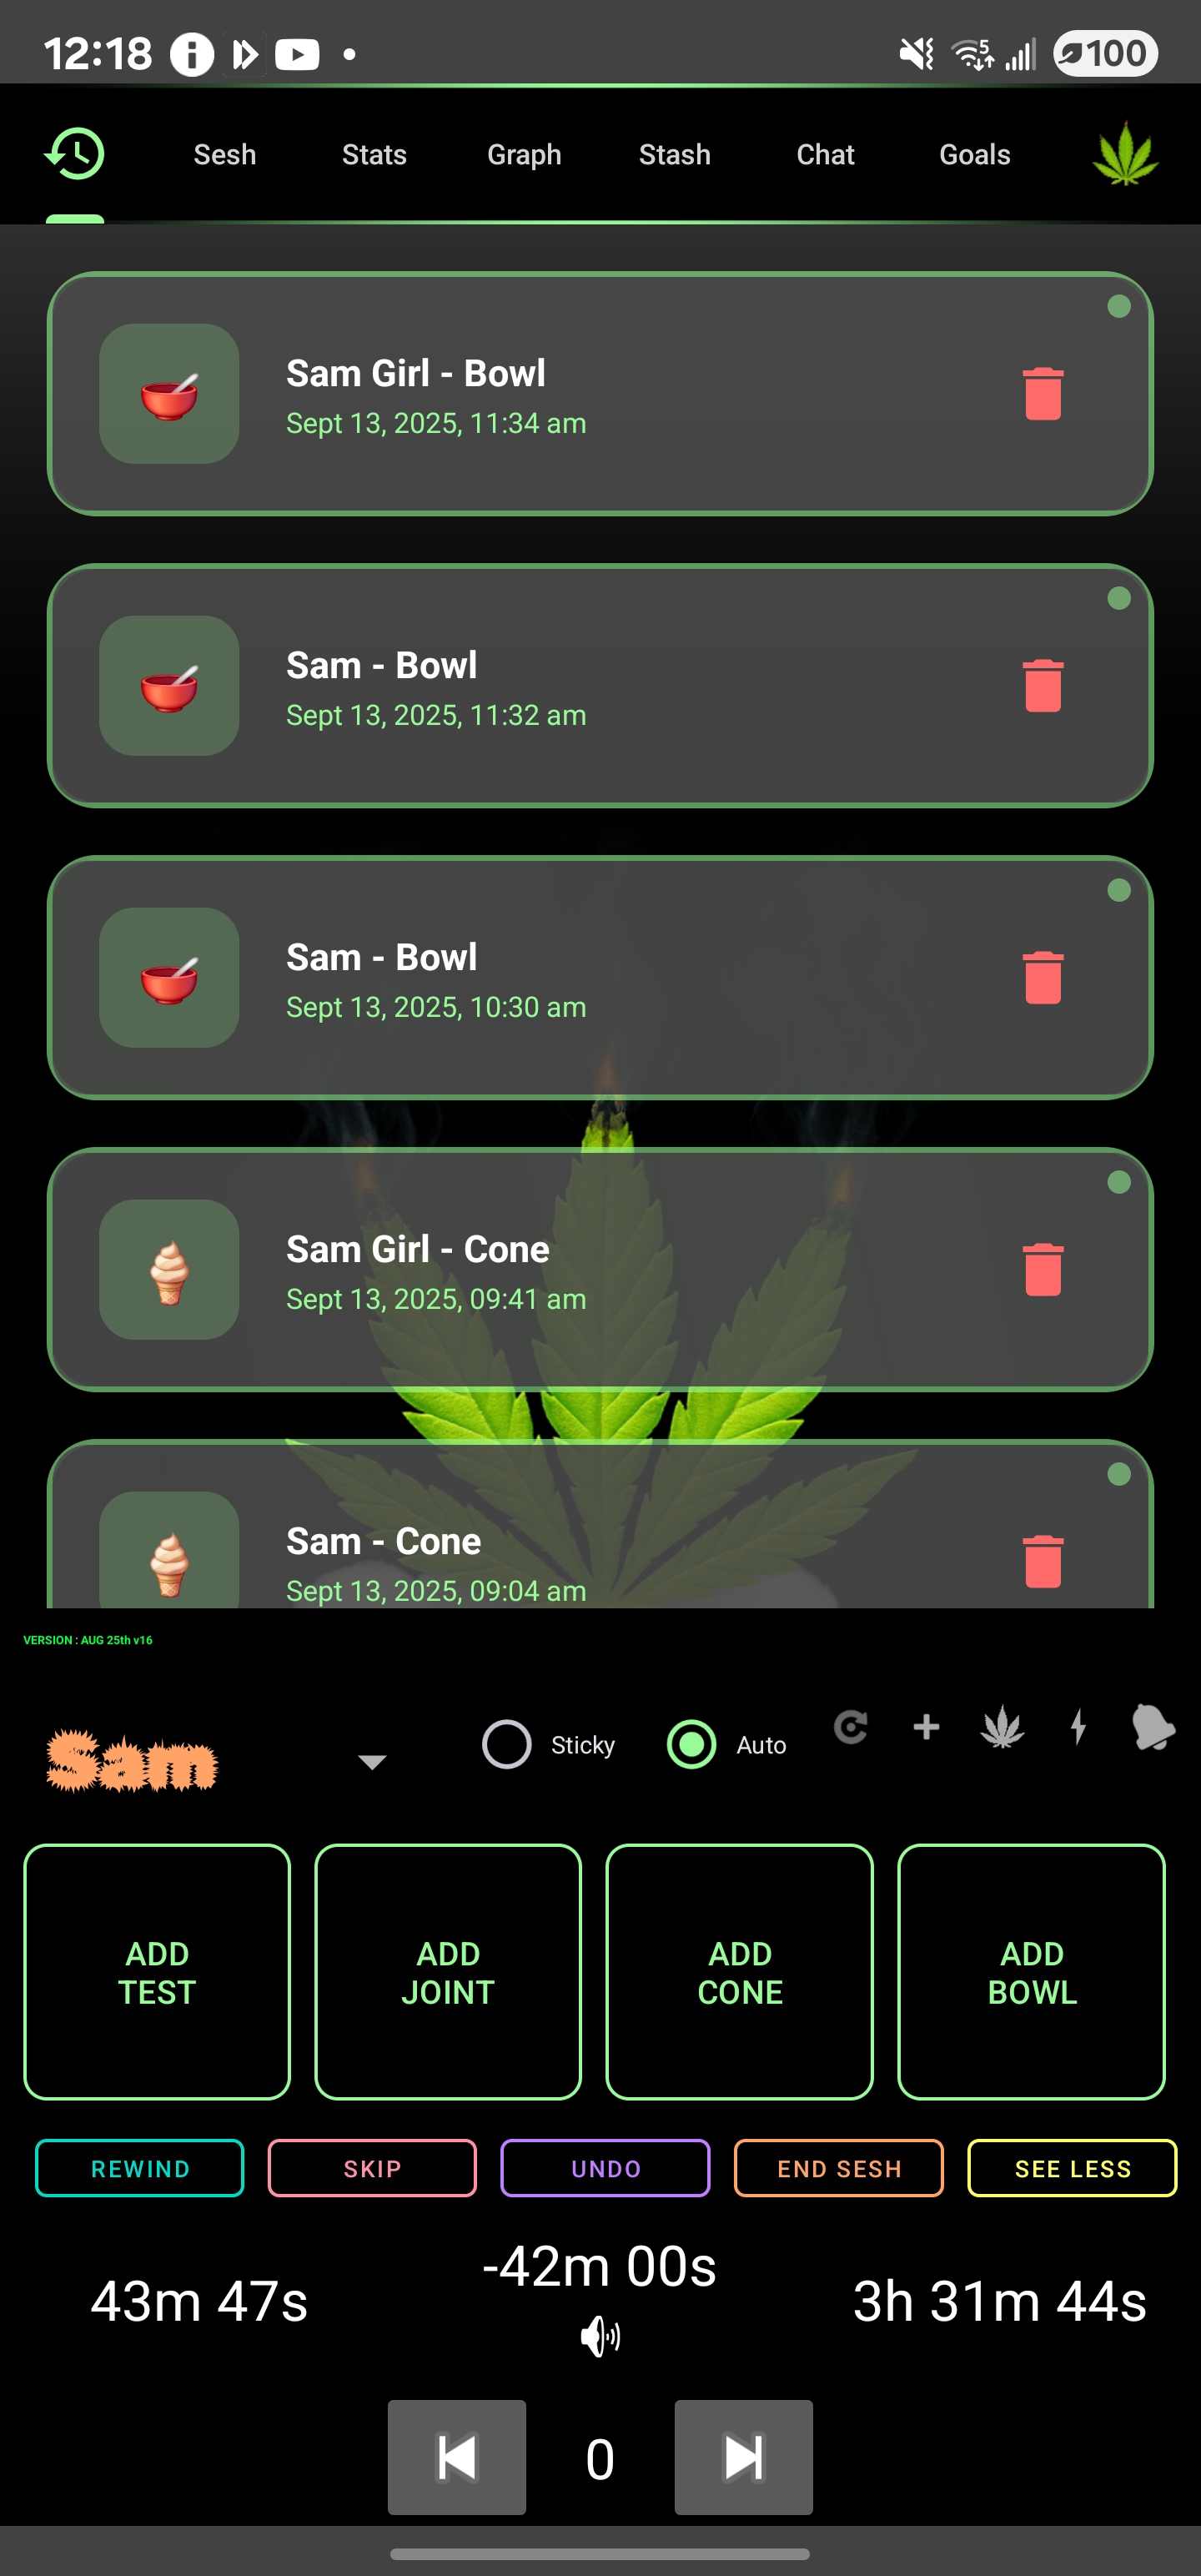 12:18
5
100
Sesh Stats Graph Stash Chat Goals
Sam Girl - Bowl
Sept 13, 2025, 11:34 am
Sam - Bowl
Sept 13, 2025, 11:32 am
Sam - Bowl
Sept 13, 2025, 10:30 am
Sam Girl - Cone
Sept 13, 2025, 09:41 am
Sam - Cone
Sept 13, 2025, 09:04 am
VERSION : AUG 25th v16
Sam
Sticky
Auto
ADD
TEST
ADD
JOINT
ADD
CONE
ADD
BOWL
REWIND
SKIP
UNDO
END SESH
SEE LESS
43m 47s
-42m 00s
3h 31m 44s
0